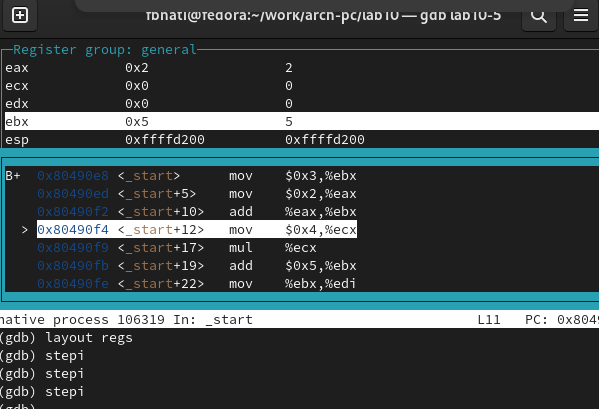 fbnati@fedora:~/work/arch-pc/lab10 — gdb lab10-5
Register group: general
eax 0x2 2
ecx 0x0 0
edx 0x0 0
ebx 0x5 5
esp 0xffffd200 0xffffd200
B+ 0x80490e8 <_start> mov $0x3,%ebx
0x80490ed <_start+5> mov $0x2,%eax
0x80490f2 <_start+10> add %eax,%ebx
> 0x80490f4 <_start+12> mov $0x4,%ecx
0x80490f9 <_start+17> mul %ecx
0x80490fb <_start+19> add $0x5,%ebx
0x80490fe <_start+22> mov %ebx,%edi
native process 106319 In: _start L11 PC: 0x8049
(gdb) layout regs
(gdb) stepi
(gdb) stepi
(gdb) stepi
(gdb)